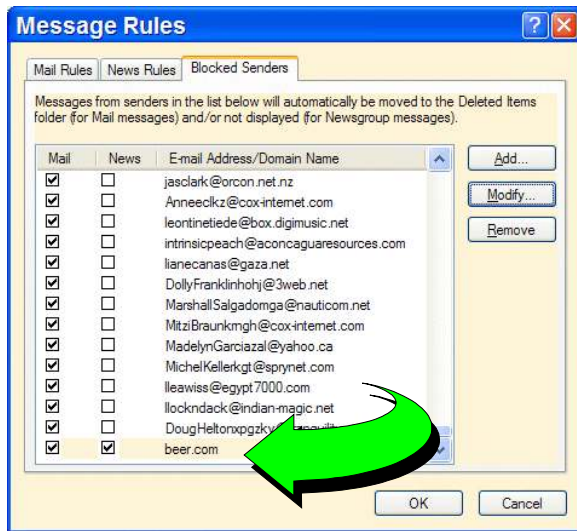 Message Rules
Mail Rules News Rules Blocked Senders
Messages from senders in the list below will automatically be moved to the Deleted Items
folder (for Mail messages) and/or not displayed (for Newsgroup messages).
Mail News E-mail Address/Domain Name
Add...
jasclark@orcon.net.nz
Anneeclkz@cox-internet.com
Modify...
leontinetiede@box.digimusic.net
Remove
intrinsicpeach@aconcaguaresources.com
lianecanas@gaza.net
DollyFranklinhohj@3web.net
MarshallSalgadomga@nauticom.net
MitziBraunkmgh@cox-internet.com
MadelynGarciazal@yahoo.ca
MichelKellerkgt@sprynet.com
lleawiss@egypt7000.com
llockndack@indian-magic.net
beer.com
OK Cancel